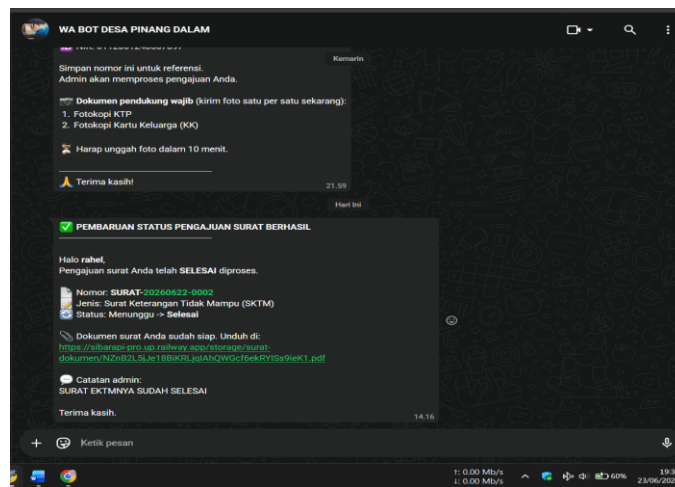 WA BOT DESA PINANG DALAM
Kemarin
Simpan nomor ini untuk referensi.
Admin akan memproses pengajuan Anda.
Dokumen pendukung wajib (kirim foto satu per satu sekarang):
1. Fotokopi KTP
2. Fotokopi Kartu Keluarga (KK)
Harap unggah foto dalam 10 menit.
Terima kasih!
21.59
Hari Ini
PEMBARUAN STATUS PENGAJUAN SURAT BERHASIL
Halo rahel,
Pengajuan surat Anda telah SELESAI diproses.
Nomor: SURAT-20260622-0002
Jenis: Surat Keterangan Tidak Mampu (SKTM)
Status: Menunggu -> Selesai
Dokumen surat Anda sudah siap. Unduh di:
https://sibarapi-pro.up.railway.app/storage/surat-
Catatan admin:
SURAT EKTMNYA SUDAH SELESAI
Terima kasih.
14.16
Ketik pesan
↑: 0.00 Mb/s
↓: 0.00 Mb/s
60%
19:3
23/06/202